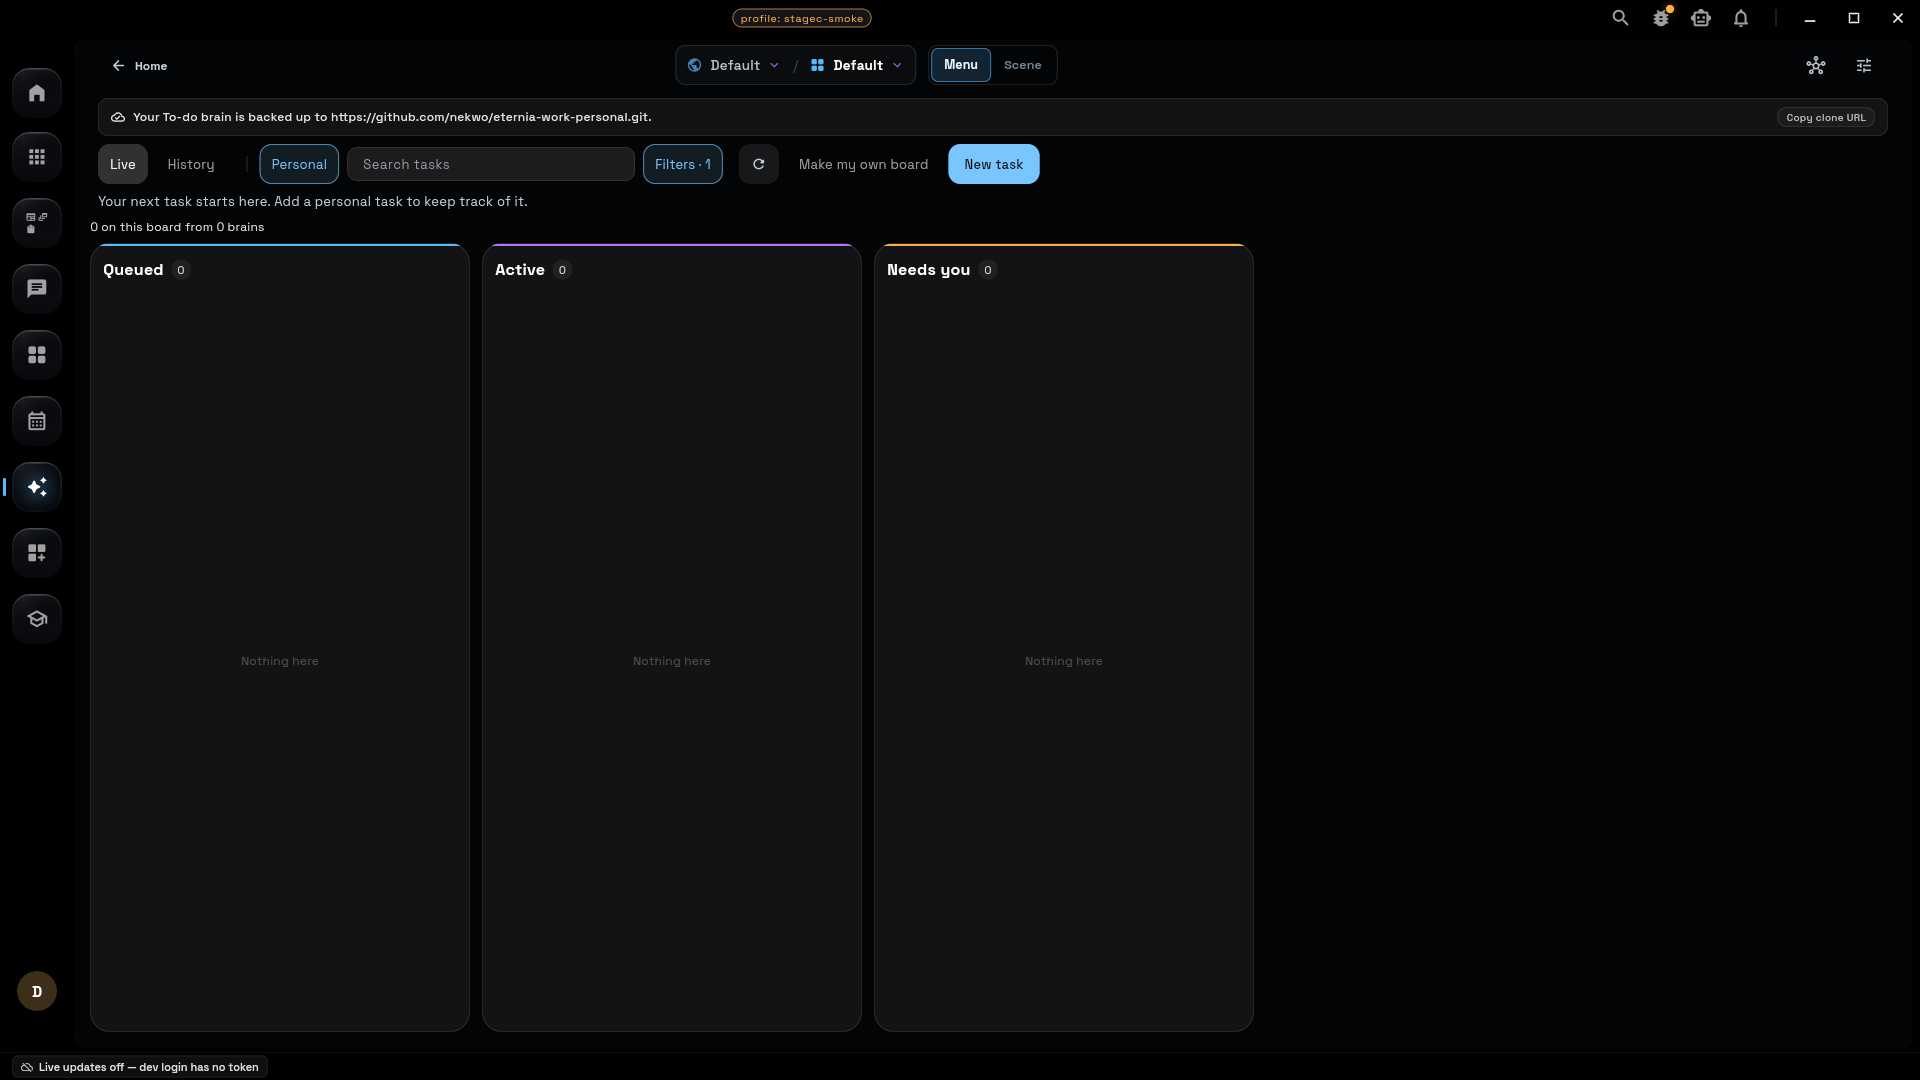 profile: stagec-smoke
Home
Default / Default
Menu Scene
Your To-do brain is backed up to https://github.com/nekwo/eternia-work-personal.git.
Copy clone URL
Live History Personal Search tasks Filters · 1 Make my own board New task
Your next task starts here. Add a personal task to keep track of it.
0 on this board from 0 brains
Queued 0
Active 0
Needs you 0
Nothing here
Nothing here
Nothing here
D
Live updates off — dev login has no token